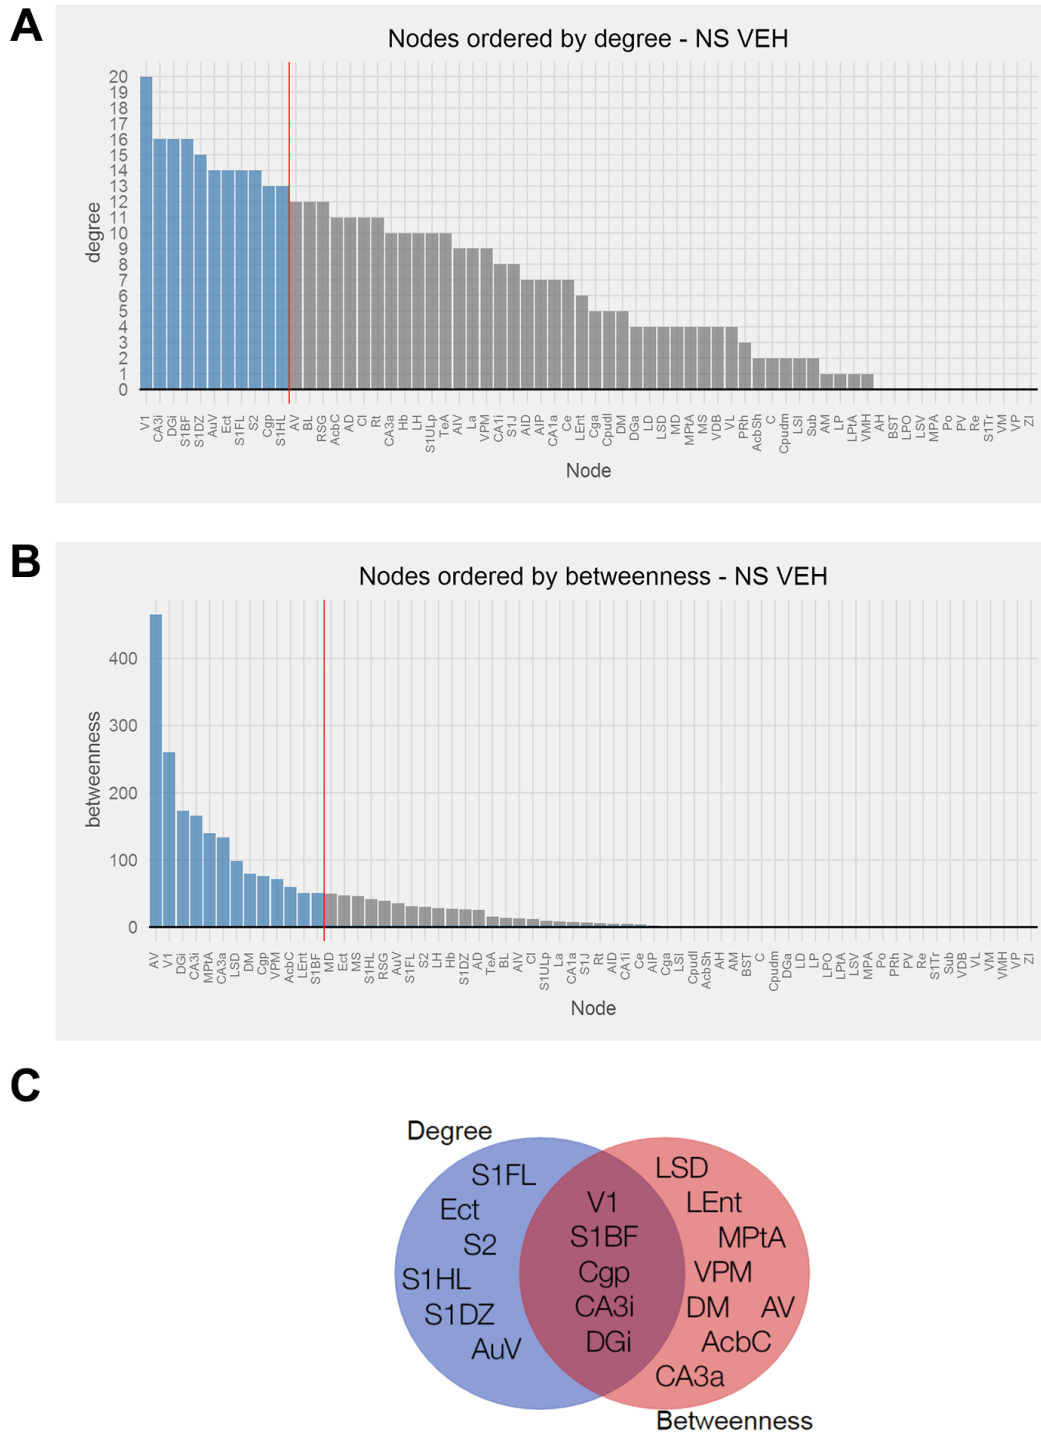 A
Nodes ordered by degree - NS VEH
degree
20
19
18
17
16
15
14
13
12
11
10
9
8
7
6
5
4
3
2
1
0
V1 CA3i DGi S1BF S1DZ AuV Ect S1FL S2 Cgp S1HL AV BL RSG AcbC AD Cl Rt CA3a Hb LH S1ULp TeA AIV La VPM CA1i S1J AID AIP CA1a Ce LEnt Cga Cpudl DM DGa LD LSD MD MPtA MS VDB VL PRh AcbSh C Cpudm LSI Sub AM LP LPtA VMH AH BST LPO LSV MPA Po PV Re S1Tr VM VP ZI
Node
B
Nodes ordered by betweenness - NS VEH
betweenness
400
300
200
100
0
AV V1 DGi CA3i MPtA CA3a LSD DM Cgp VPM AcbC LEnt S1BF MD Ect MS S1HL RSG AuV S1FL S2 LH Hb S1DZ AD TeA BL AIV Cl S1ULp La CA1a S1J Rt AID CA1i Ce AIP Cga LSI Cpudl AcbSh AH AM BST C Cpudm DGa LD LP LPO LPtA LSV MPA Po PRh PV Re S1Tr Sub VDB VL VM VMH VP ZI
Node
C
Degree
S1FL
Ect
S2
S1HL
S1DZ
AuV
V1
S1BF
Cgp
CA3i
DGi
LSD
LEnt
MPtA
VPM
DM AV
AcbC
CA3a
Betweenness